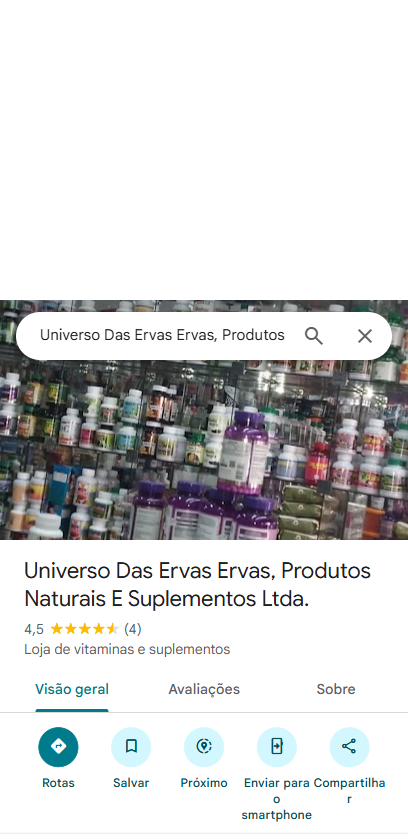 Universo Das Ervas Ervas, Produtos
Universo Das Ervas Ervas, Produtos
Naturais E Suplementos Ltda.
4,5 (4)
Loja de vitaminas e suplementos
Visão geral Avaliações Sobre
Rotas Salvar Próximo Enviar para o smartphone Compartilhar